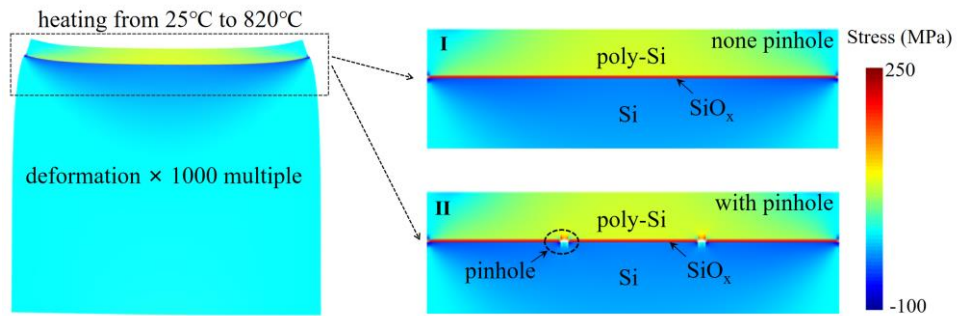 heating from 25°C to 820°C
deformation × 1000 multiple
I
none pinhole
poly-Si
SiOx
Si
II
with pinhole
poly-Si
pinhole
SiOx
Si
Stress (MPa)
250
-100